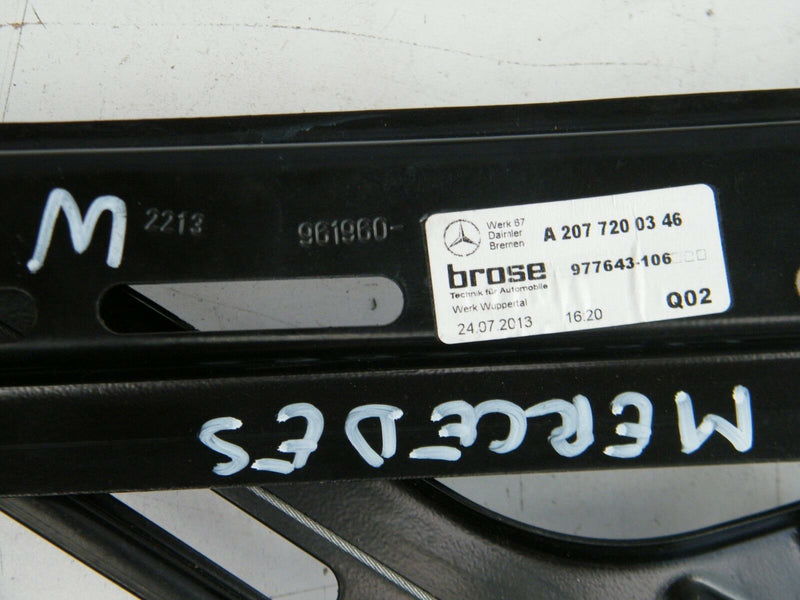 M
2213
961960-
Werk 67
Daimler
Bremen
A 207 720 03 46
brose
Technik für Automobile
977643-106
Werk Wuppertal
24.07.2013 16:20
Q02
MERCEDES